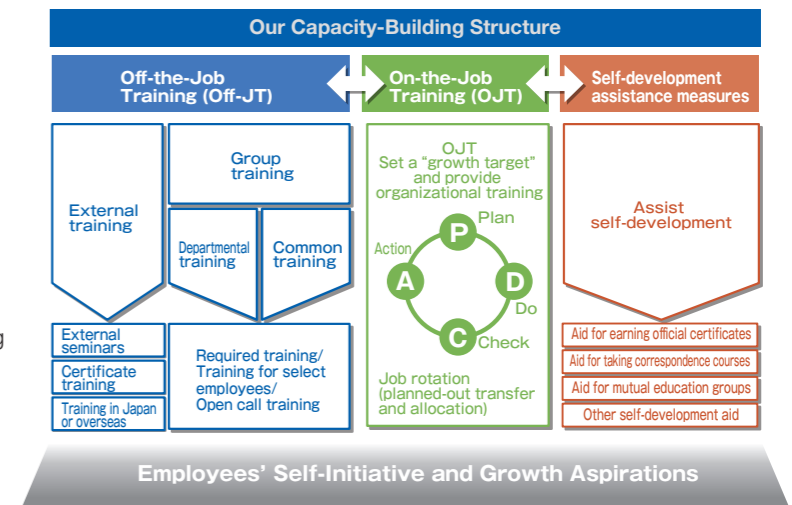 Our Capacity-Building Structure
Off-the-Job
Training (Off-JT)
On-the-Job
Training (OJT)
Self-development
assistance measures
External
training
Group
training
Departmental
training
Common
training
OJT
Set a “growth target”
and provide
organizational training
P
Plan
Action
A
D
Do
C
Check
Job rotation
(planned-out transfer
and allocation)
Assist
self-development
External
seminars
Certificate
training
Training in Japan
or overseas
Required training/
Training for select
employees/
Open call training
Aid for earning official certificates
Aid for taking correspondence courses
Aid for mutual education groups
Other self-development aid
g
Employees’ Self-Initiative and Growth Aspirations